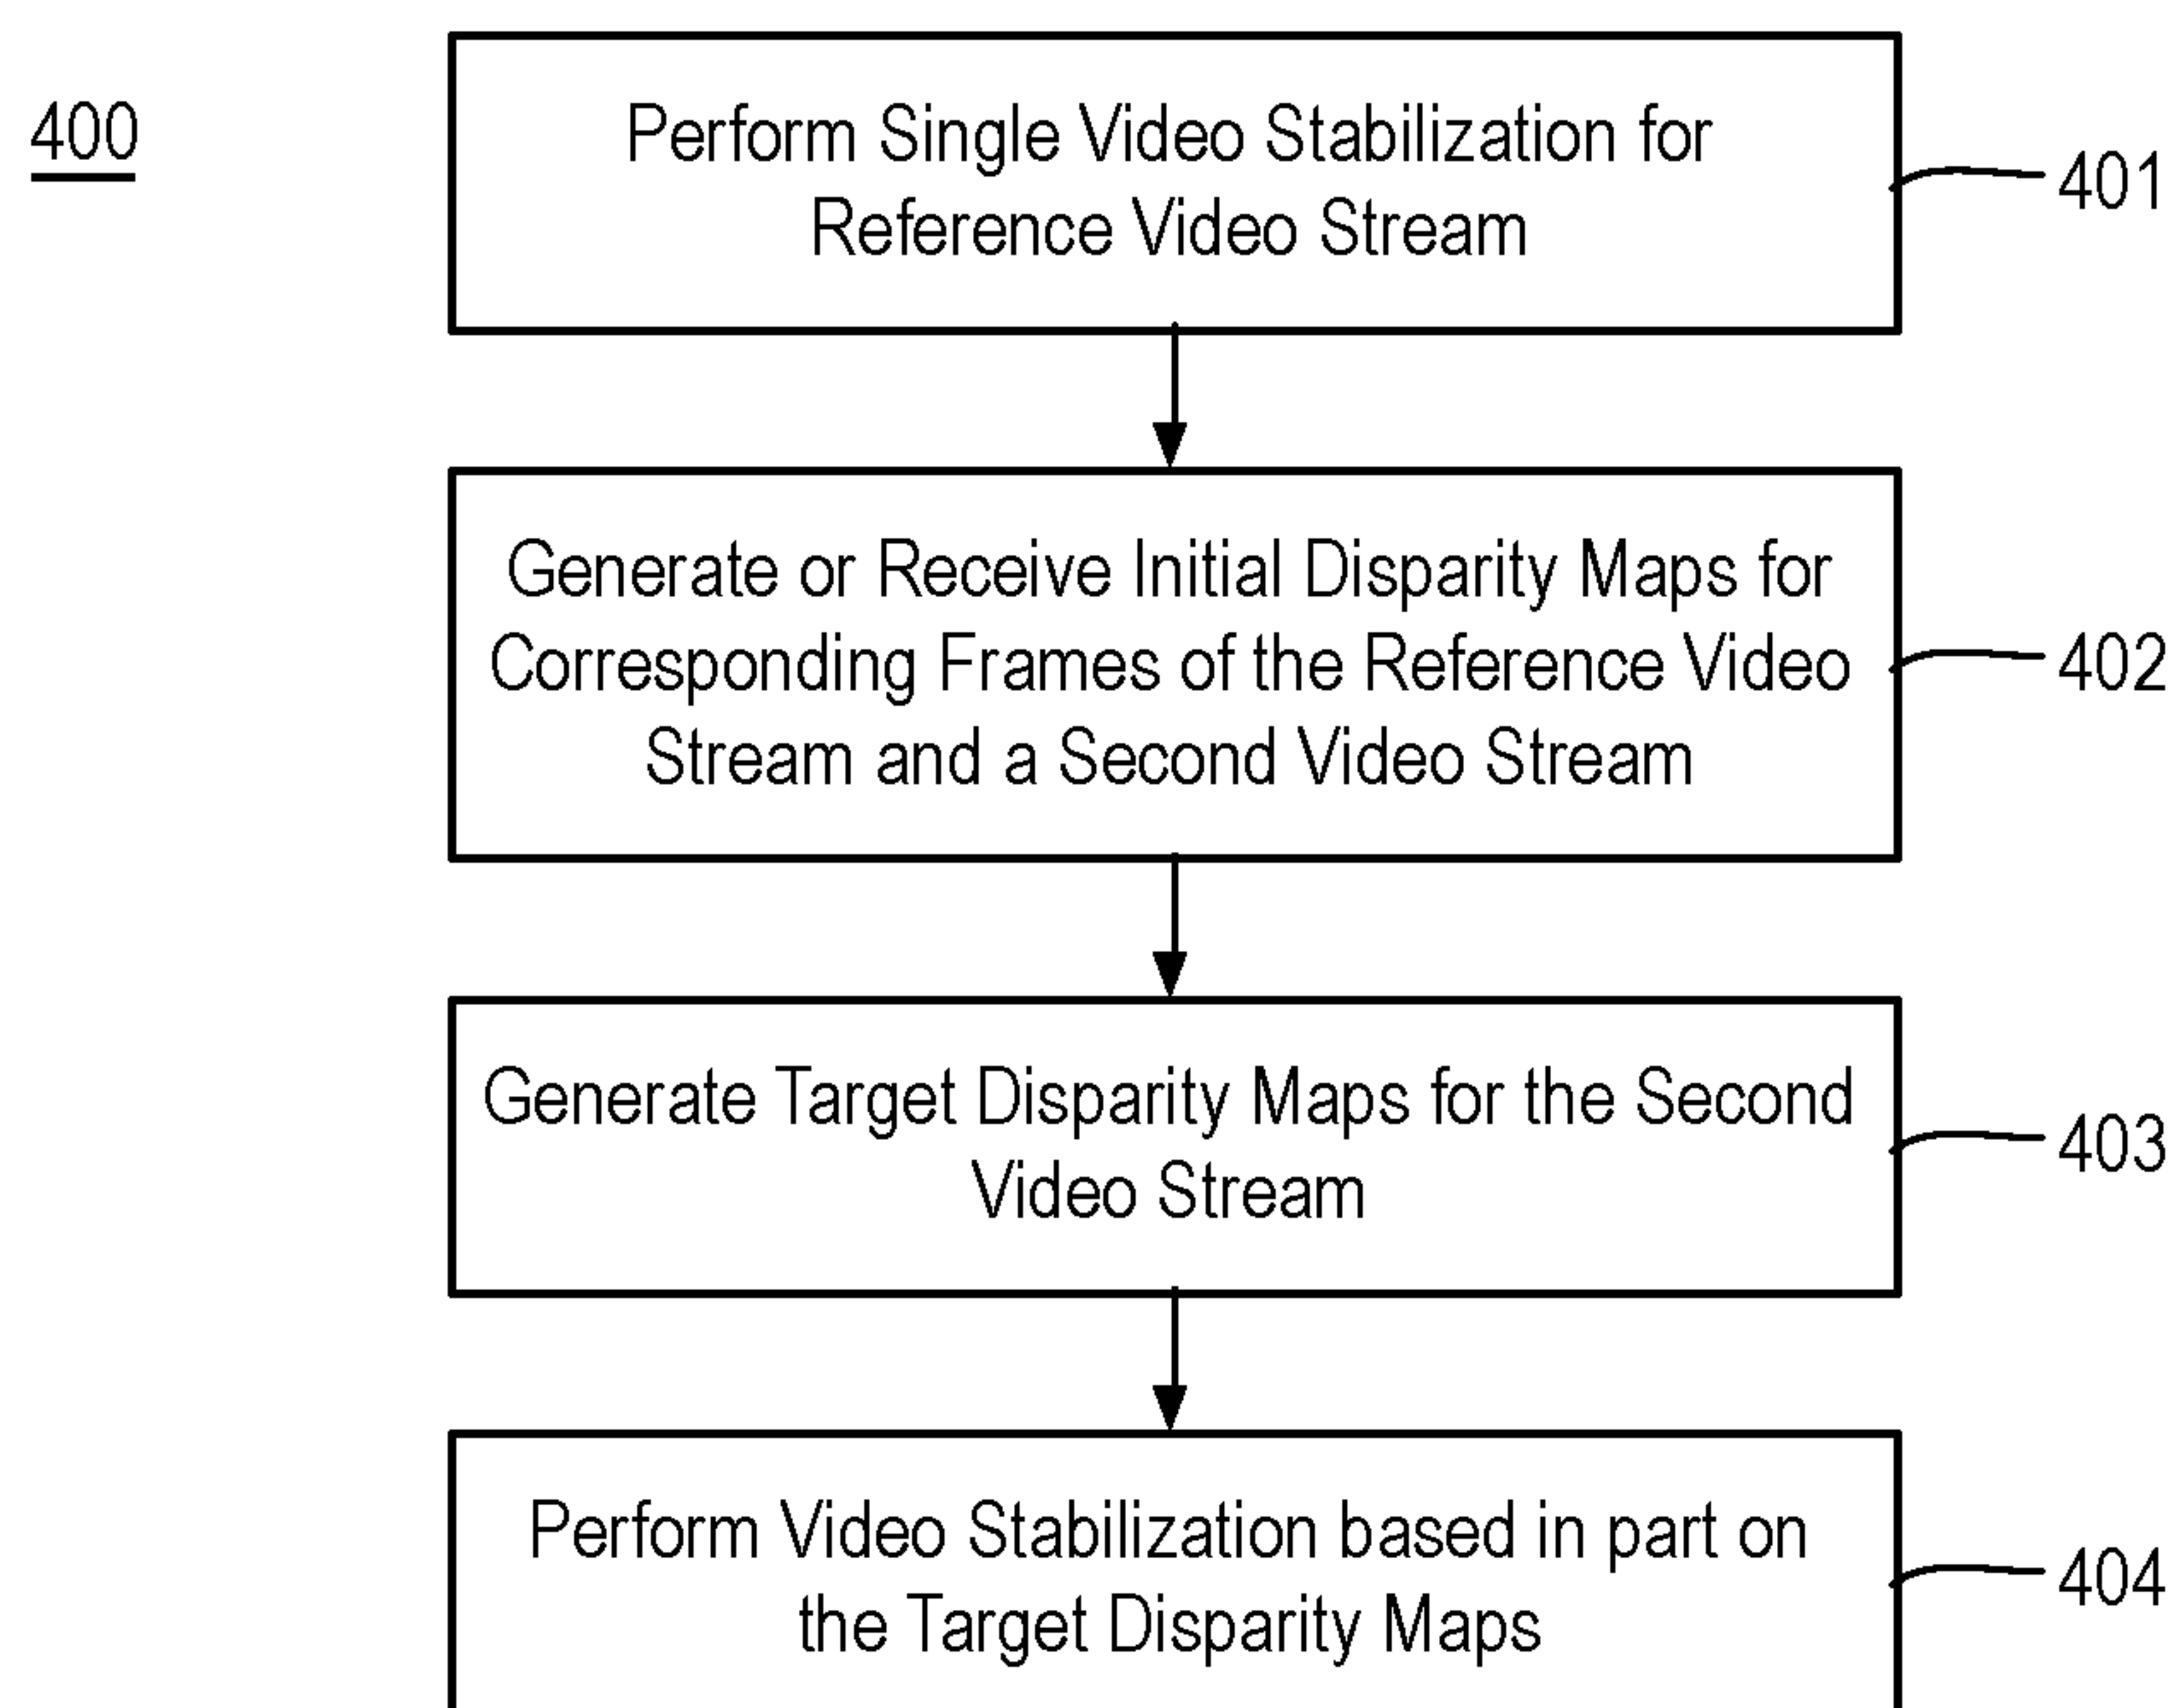 400
Perform Single Video Stabilization for
Reference Video Stream
401
Generate or Receive Initial Disparity Maps for
Corresponding Frames of the Reference Video
Stream and a Second Video Stream
402
Generate Target Disparity Maps for the Second
Video Stream
403
Perform Video Stabilization based in part on
the Target Disparity Maps
404